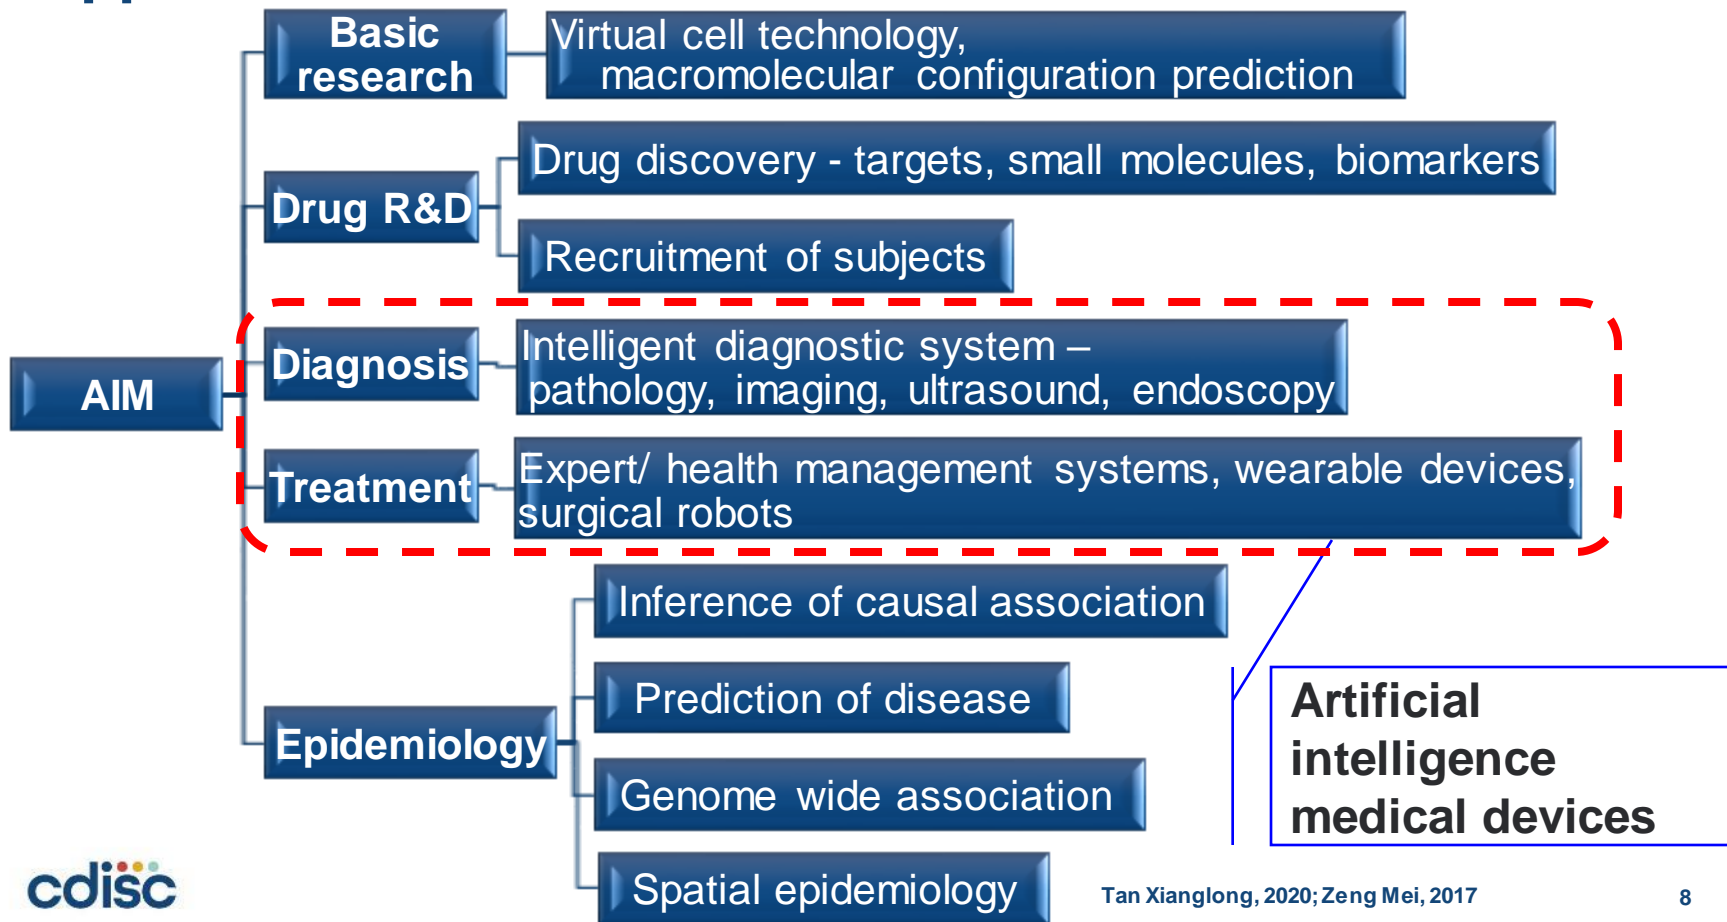 Basic
research
Virtual cell technology,
macromolecular configuration prediction
Drug R&D
Drug discovery - targets, small molecules, biomarkers
Recruitment of subjects
AIM
Diagnosis
Intelligent diagnostic system –
pathology, imaging, ultrasound, endoscopy
Treatment
Expert/ health management systems, wearable devices,
surgical robots
Epidemiology
Inference of causal association
Prediction of disease
Genome wide association
Spatial epidemiology
Artificial
intelligence
medical devices
cdisc
Tan Xianglong, 2020; Zeng Mei, 2017
8